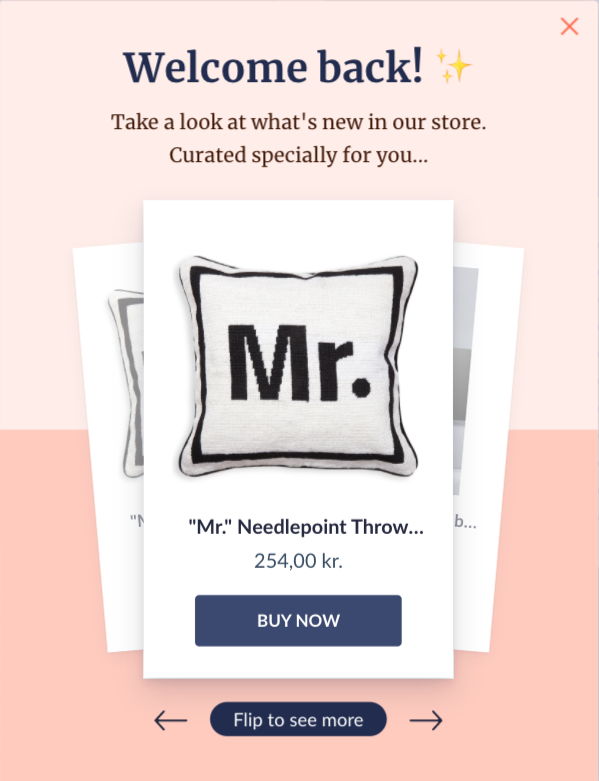 Welcome back! ✨
Take a look at what's new in our store.
Curated specially for you...
Mr.
"Mr." Needlepoint Throw...
254,00 kr.
BUY NOW
Flip to see more